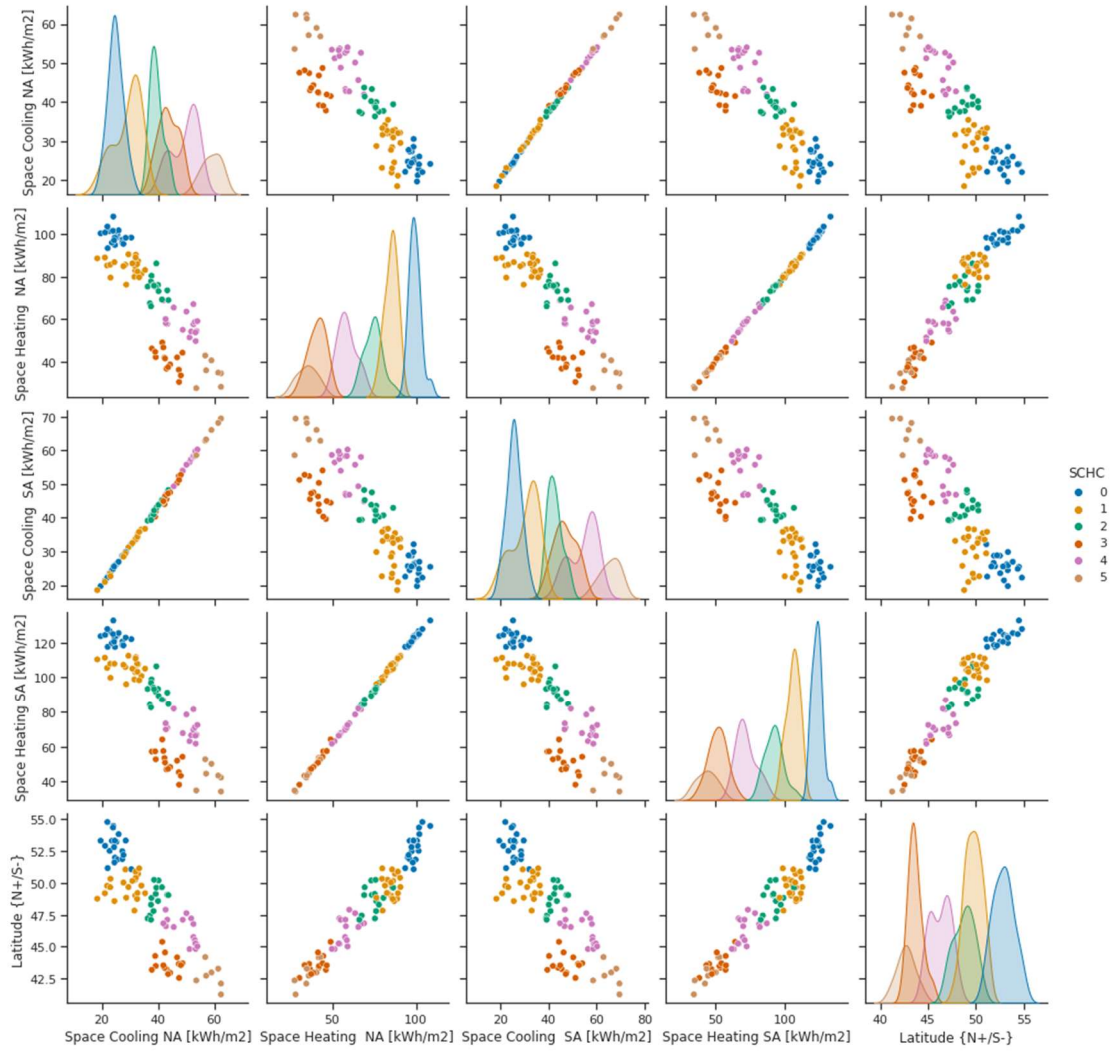 60
50
40
30
20
Space Cooling NA [kWh/m2]
100
80
60
40
Space Heating  NA [kWh/m2]
70
60
50
40
30
20
Space Cooling  SA [kWh/m2]
SCHC
0
1
2
3
4
5
120
100
80
60
40
Space Heating SA [kWh/m2]
55.0
52.5
50.0
47.5
45.0
42.5
Latitude {N+/S-}
20 40 60
Space Cooling NA [kWh/m2]
50 100
Space Heating  NA [kWh/m2]
20 40 60 80
Space Cooling  SA [kWh/m2]
50 100
Space Heating SA [kWh/m2]
40 45 50 55
Latitude {N+/S-}